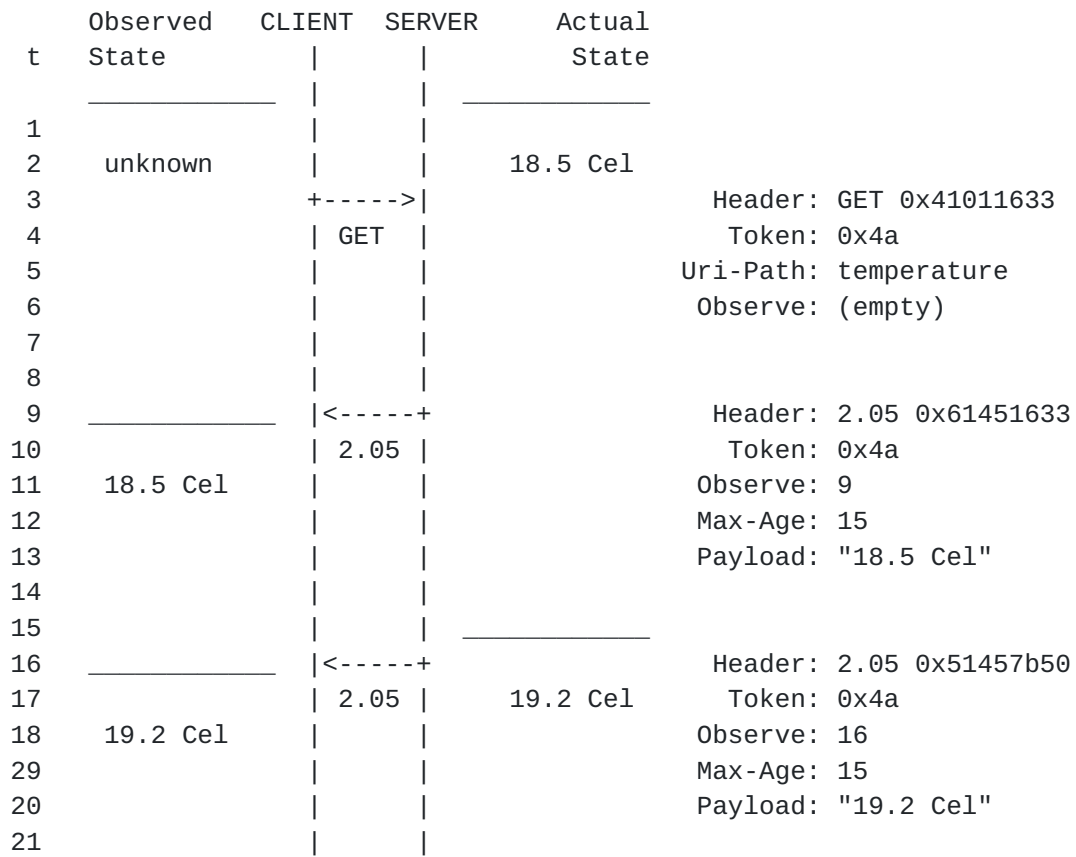 Observed   CLIENT  SERVER     Actual
 t   State         |      |         State
     ____________  |      |  ____________
 1                 |      |
 2    unknown      |      |     18.5 Cel
 3                 +----->|                  Header: GET 0x41011633
 4                 | GET  |                   Token: 0x4a
 5                 |      |                Uri-Path: temperature
 6                 |      |                 Observe: (empty)
 7                 |      |
 8                 |      |
 9   ____________  |<-----+                  Header: 2.05 0x61451633
10                 | 2.05 |                   Token: 0x4a
11    18.5 Cel     |      |                 Observe: 9
12                 |      |                 Max-Age: 15
13                 |      |                 Payload: "18.5 Cel"
14                 |      |
15                 |      |  ____________
16   ____________  |<-----+                  Header: 2.05 0x51457b50
17                 | 2.05 |     19.2 Cel      Token: 0x4a
18    19.2 Cel     |      |                 Observe: 16
29                 |      |                 Max-Age: 15
20                 |      |                 Payload: "19.2 Cel"
21                 |      |